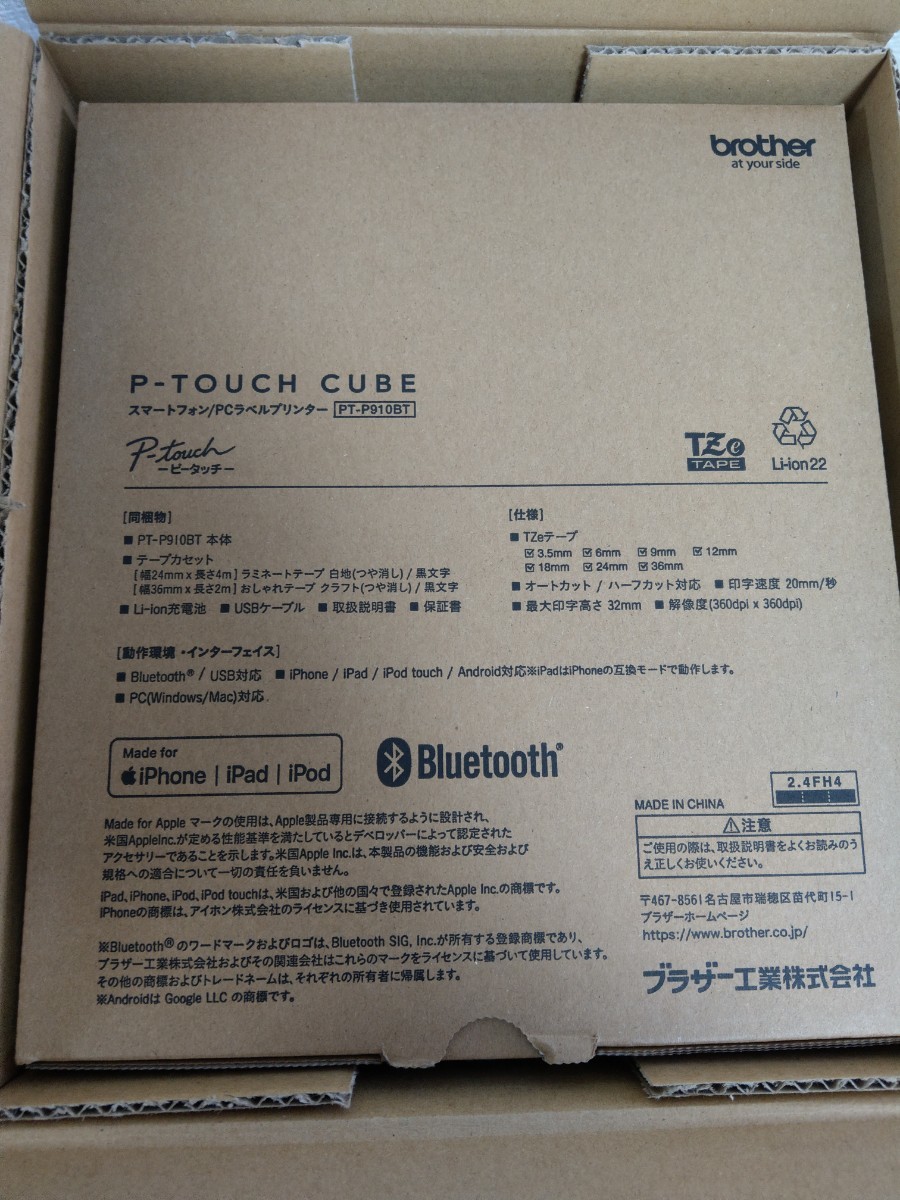 brother
at your side
P-TOUCH CUBE
スマートフォン/PCラベルプリンター PT-P910BT
P-touch
-ピータッチ-
TZe
TAPE
Li-ion22
[同梱物]
■ PT-P910BT 本体
■ テープカセット
[幅24mm x 長さ4m] ラミネートテープ 白地(つや消し) / 黒文字
[幅36mm x 長さ2m] おしゃれテープ クラフト(つや消し) / 黒文字
■ Li-ion充電池 ■ USBケーブル ■ 取扱説明書 ■ 保証書
[仕様]
■ TZeテープ
☑ 3.5mm ☑ 6mm ☑ 9mm ☑ 12mm
☑ 18mm ☑ 24mm ☑ 36mm
■ オートカット / ハーフカット対応 ■ 印字速度 20mm/秒
■ 最大印字高さ 32mm ■ 解像度(360dpi x 360dpi)
[動作環境・インターフェイス]
■ Bluetooth® / USB対応 ■ iPhone / iPad / iPod touch / Android対応※iPadはiPhoneの互換モードで動作します。
■ PC(Windows/Mac)対応
Made for
iPhone | iPad | iPod
Bluetooth®
Made for Apple マークの使用は、Apple製品専用に接続するように設計され、
米国AppleInc.が定める性能基準を満たしているとデベロッパーによって認定された
アクセサリーであることを示します。米国Apple Inc.は、本製品の機能および安全および
規格への適合について一切の責任を負いません。
iPad、iPhone、iPod、iPod touchは、米国および他の国々で登録されたApple Inc.の商標です。
iPhoneの商標は、アイホン株式会社のライセンスに基づき使用されています。
※Bluetooth®のワードマークおよびロゴは、Bluetooth SIG, Inc.が所有する登録商標であり、
ブラザー工業株式会社およびその関連会社はこれらのマークをライセンスに基づいて使用しています。
その他の商標およびトレードネームは、それぞれの所有者に帰属します。
※Androidは Google LLC の商標です。
2.4FH4
MADE IN CHINA
⚠注意
ご使用の際は、取扱説明書をよくお読みのう
え正しくお使いください。
〒467-8561 名古屋市瑞穂区苗代町15-1
ブラザーホームページ
https://www.brother.co.jp/
ブラザー工業株式会社